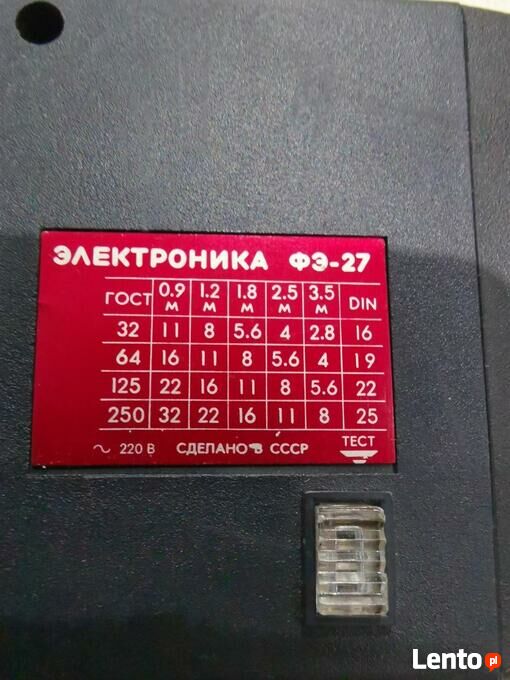 ЭЛЕКТРОНИКА ФЭ-27
ГОСТ 0.9 м 1.2 м 1.8 м 2.5 м 3.5 м DIN
32 11 8 5.6 4 2.8 16
64 16 11 8 5.6 4 19
125 22 16 11 8 5.6 22
250 32 22 16 11 8 25
~ 220 В СДЕЛАНО В СССР ТЕСТ
Lento pl